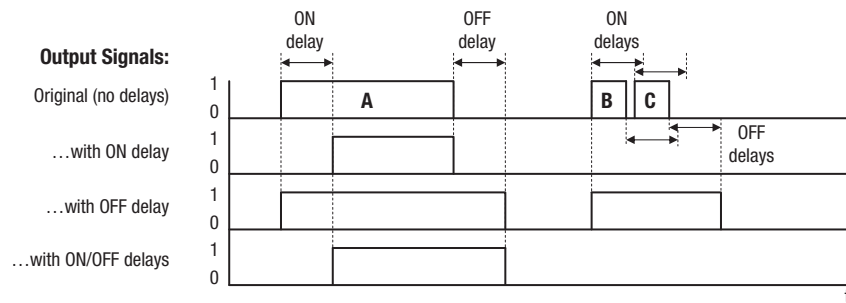 ON
delay
OFF
delay
ON
delays
Output Signals:
Original (no delays)
1
0
A
B
C
OFF
delays
…with ON delay
1
0
…with OFF delay
1
0
…with ON/OFF delays
1
0